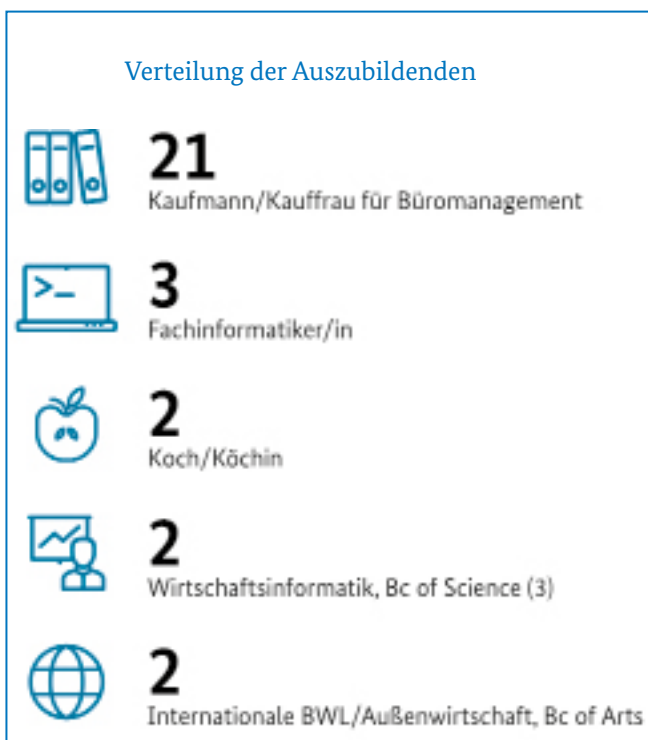 Verteilung der Auszubildenden
21
Kaufmann/Kauffrau für Büromanagement
>_
3
Fachinformatiker/in
2
Koch/Köchin
2
Wirtschaftsinformatik, Bc of Science (3)
2
Internationale BWL/Außenwirtschaft, Bc of Arts